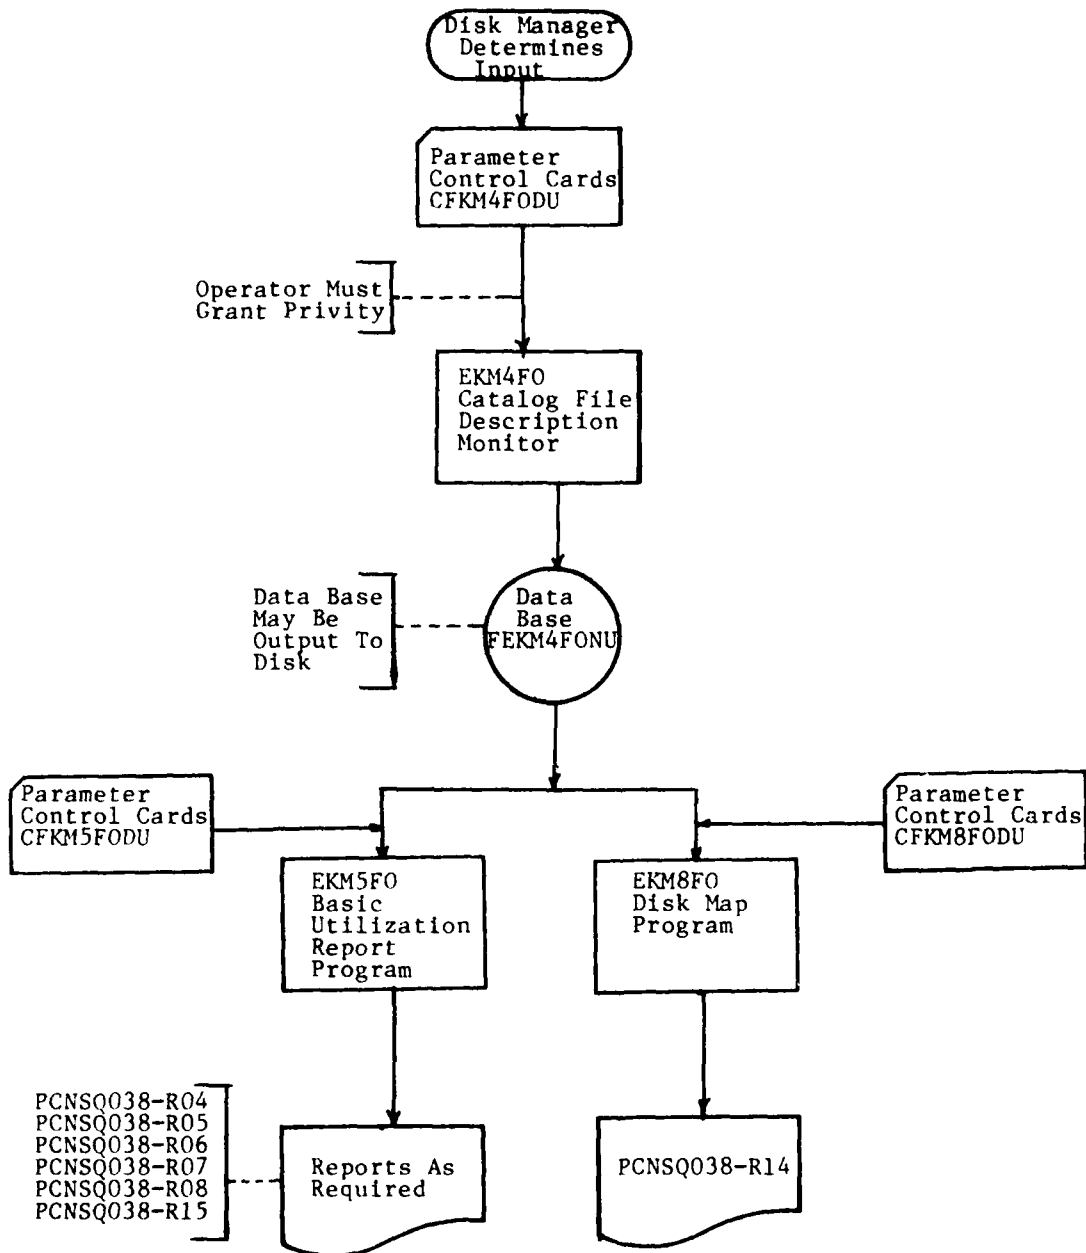 Disk Manager
Determines
Input
Parameter
Control Cards
CFKM4FODU
Operator Must
Grant Privity
EKM4FO
Catalog File
Description
Monitor
Data Base
May Be
Output To
Disk
Data
Base
FEKM4FONU
Parameter
Control Cards
CFKM5FODU
Parameter
Control Cards
CFKM8FODU
EKM5FO
Basic
Utilization
Report
Program
EKM8FO
Disk Map
Program
PCNSQ038-R04
PCNSQ038-R05
PCNSQ038-R06
PCNSQ038-R07
PCNSQ038-R08
PCNSQ038-R15
Reports As
Required
PCNSQ038-R14